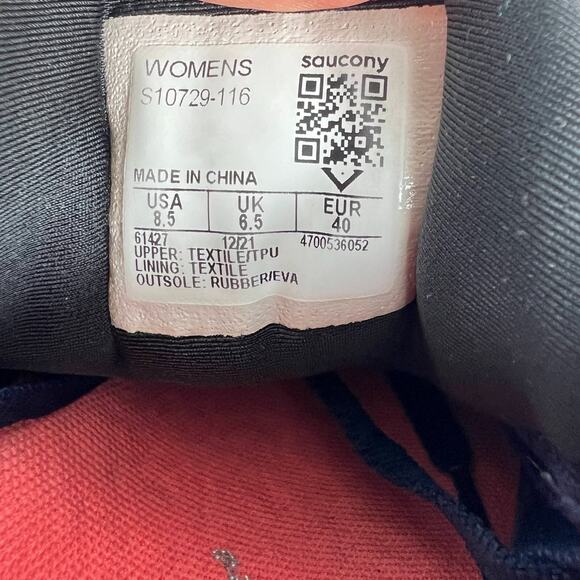 WOMENS saucony
S10729-116
MADE IN CHINA
USA UK EUR
8.5 6.5 40
61427 12/21 4700536052
UPPER: TEXTILE/TPU
LINING: TEXTILE
OUTSOLE: RUBBER/EVA